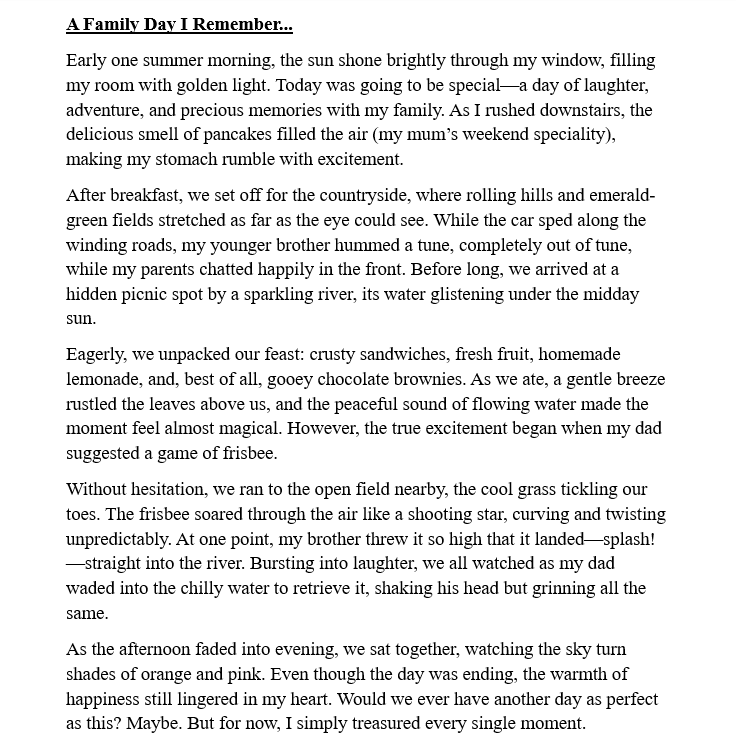 A Family Day I Remember...
Early one summer morning, the sun shone brightly through my window, filling
my room with golden light. Today was going to be special—a day of laughter,
adventure, and precious memories with my family. As I rushed downstairs, the
delicious smell of pancakes filled the air (my mum’s weekend speciality),
making my stomach rumble with excitement.
After breakfast, we set off for the countryside, where rolling hills and emerald-
green fields stretched as far as the eye could see. While the car sped along the
winding roads, my younger brother hummed a tune, completely out of tune,
while my parents chatted happily in the front. Before long, we arrived at a
hidden picnic spot by a sparkling river, its water glistening under the midday
sun.
Eagerly, we unpacked our feast: crusty sandwiches, fresh fruit, homemade
lemonade, and, best of all, gooey chocolate brownies. As we ate, a gentle breeze
rustled the leaves above us, and the peaceful sound of flowing water made the
moment feel almost magical. However, the true excitement began when my dad
suggested a game of frisbee.
Without hesitation, we ran to the open field nearby, the cool grass tickling our
toes. The frisbee soared through the air like a shooting star, curving and twisting
unpredictably. At one point, my brother threw it so high that it landed—splash!
—straight into the river. Bursting into laughter, we all watched as my dad
waded into the chilly water to retrieve it, shaking his head but grinning all the
same.
As the afternoon faded into evening, we sat together, watching the sky turn
shades of orange and pink. Even though the day was ending, the warmth of
happiness still lingered in my heart. Would we ever have another day as perfect
as this? Maybe. But for now, I simply treasured every single moment.